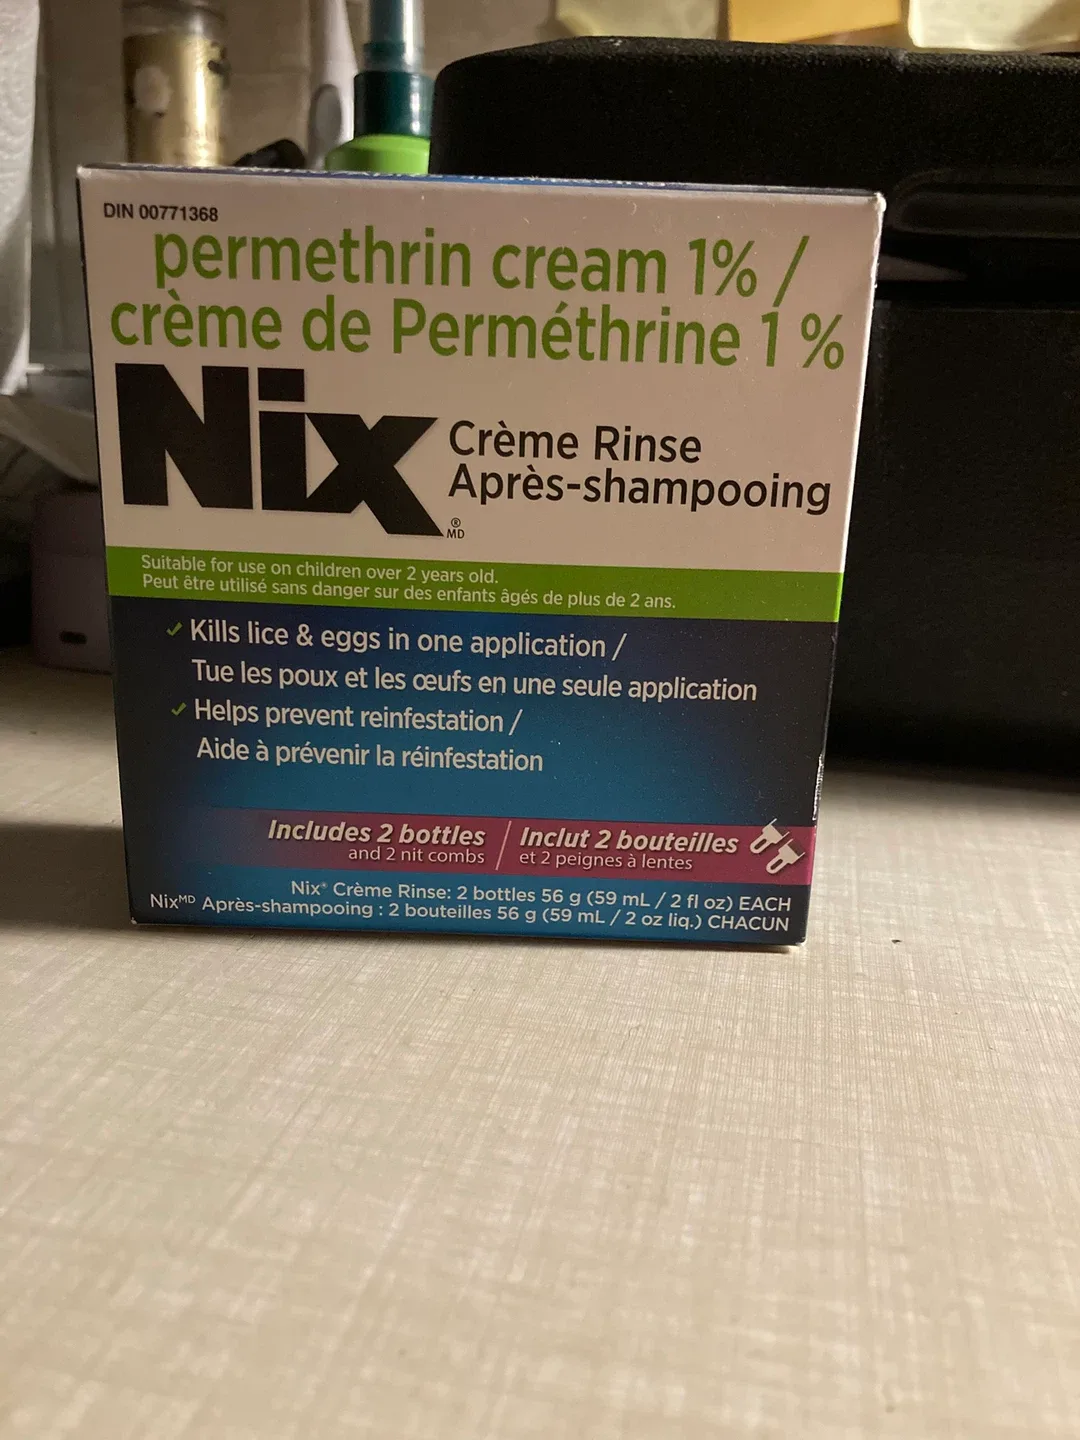 DIN 00771368
permethrin cream 1% /
crème de Perméthrine 1 %
Nix
Crème Rinse
Après-shampooing
® MD
Suitable for use on children over 2 years old.
Peut être utilisé sans danger sur des enfants âgés de plus de 2 ans.
✓ Kills lice & eggs in one application /
Tue les poux et les œufs en une seule application
✓ Helps prevent reinfestation /
Aide à prévenir la réinfestation
Includes 2 bottles
and 2 nit combs
Inclut 2 bouteilles
et 2 peignes à lentes
Nix® Crème Rinse: 2 bottles 56 g (59 mL / 2 fl oz) EACH
Nixᴹᴰ Après-shampooing : 2 bouteilles 56 g (59 mL / 2 oz liq.) CHACUN